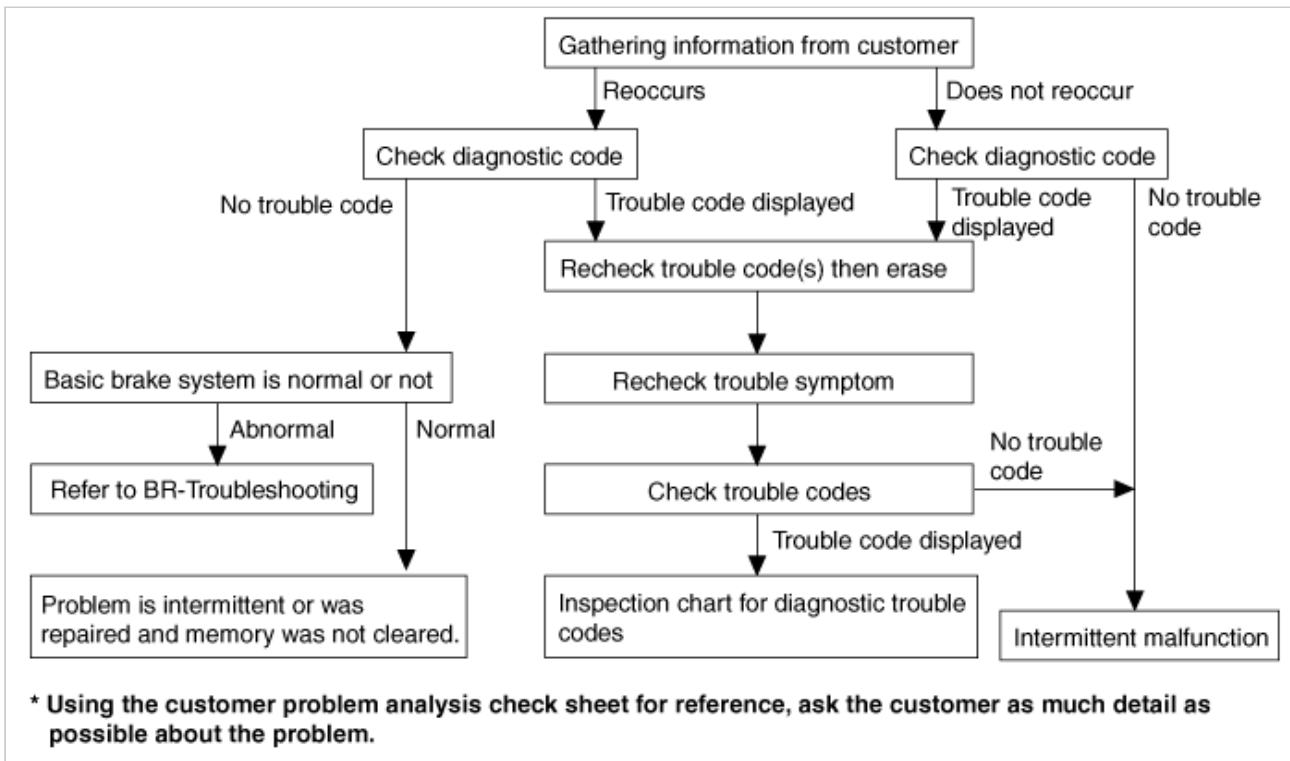 Gathering information from customer
Reoccurs
Does not reoccur
Check diagnostic code
Check diagnostic code
No trouble code
Trouble code displayed
Trouble code
displayed
No trouble
code
Recheck trouble code(s) then erase
Basic brake system is normal or not
Recheck trouble symptom
Abnormal
Normal
No trouble
code
Refer to BR-Troubleshooting
Check trouble codes
Trouble code displayed
Problem is intermittent or was
repaired and memory was not cleared.
Inspection chart for diagnostic trouble
codes
Intermittent malfunction
* Using the customer problem analysis check sheet for reference, ask the customer as much detail as
possible about the problem.